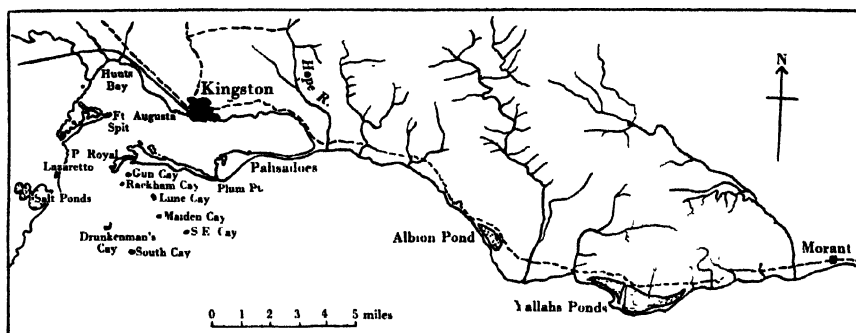 N
Hunts
Bay
Kingston
Hope R.
Ft Augusta
Spit
P Royal
Palisadoes
Lazaretto
Gun Cay
Plum Pt.
Rackham Cay
Salt Ponds
Lune Cay
Maiden Cay
S E Cay
Drunkenman's
Cay
South Cay
Albion Pond
Morant
Yallahs Ponds
0 1 2 3 4 5 miles